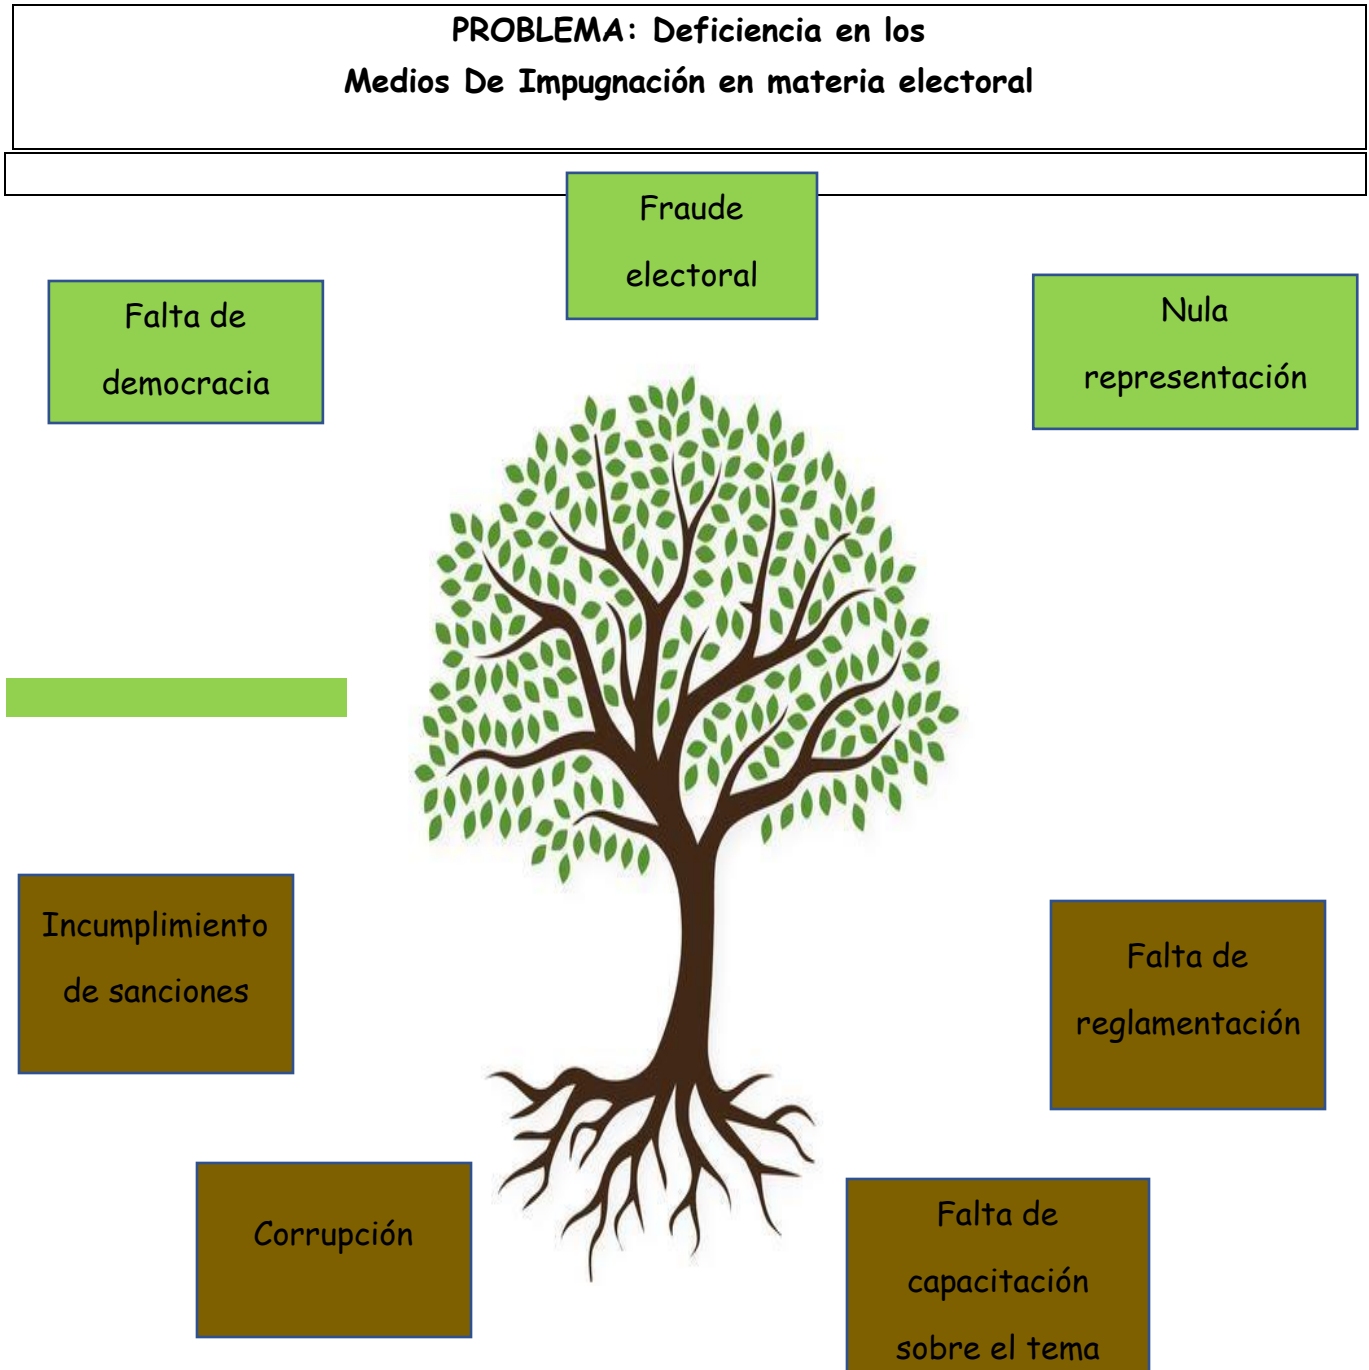 PROBLEMA: Deficiencia en los
Medios De Impugnación en materia electoral
Fraude
electoral
Falta de
democracia
Nula
representación
Incumplimiento
de sanciones
Falta de
reglamentación
Corrupción
Falta de
capacitación
sobre el tema